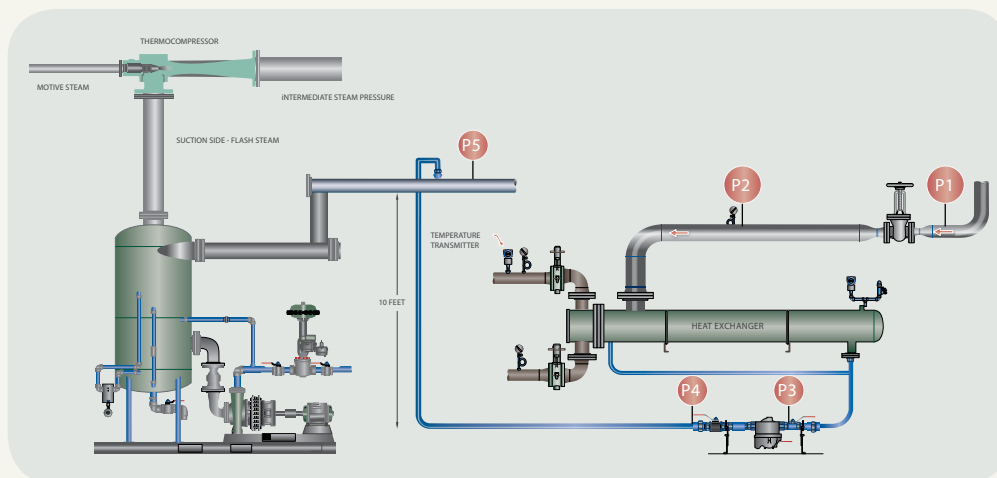 THERMOCOMPRESSOR
MOTIVE STEAM
iNTERMEDIATE STEAM PRESSURE
SUCTION SIDE - FLASH STEAM
P5
P2
P1
TEMPERATURE
TRANSMITTER
10 FEET
HEAT EXCHANGER
P4
P3